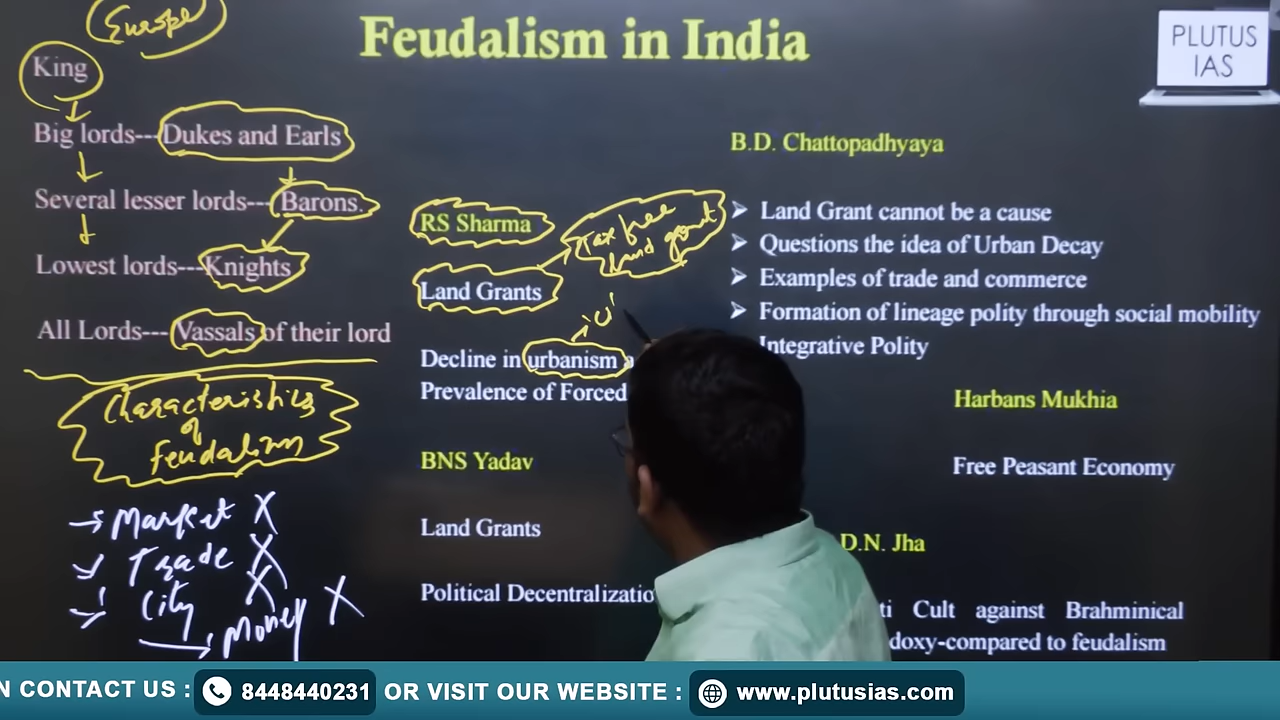 Europe
Feudalism in India
PLUTUS
IAS
King
Big lords---Dukes and Earls
Several lesser lords---Barons.
Lowest lords---Knights
All Lords---Vassals of their lord
Characteristics
of
feudalism
→ Market X
Trade X
City X
→ Money X
RS Sharma
Tax free
land grant
Land Grants
Decline in urbanism
Prevalence of Forced
BNS Yadav
Land Grants
Political Decentralizatio
B.D. Chattopadhyaya
➤ Land Grant cannot be a cause
➤ Questions the idea of Urban Decay
➤ Examples of trade and commerce
➤ Formation of lineage polity through social mobility
Integrative Polity
Harbans Mukhia
Free Peasant Economy
D.N. Jha
ti Cult against Brahminical
doxy-compared to feudalism
N CONTACT US : 8448440231 OR VISIT OUR WEBSITE : www.plutusias.com